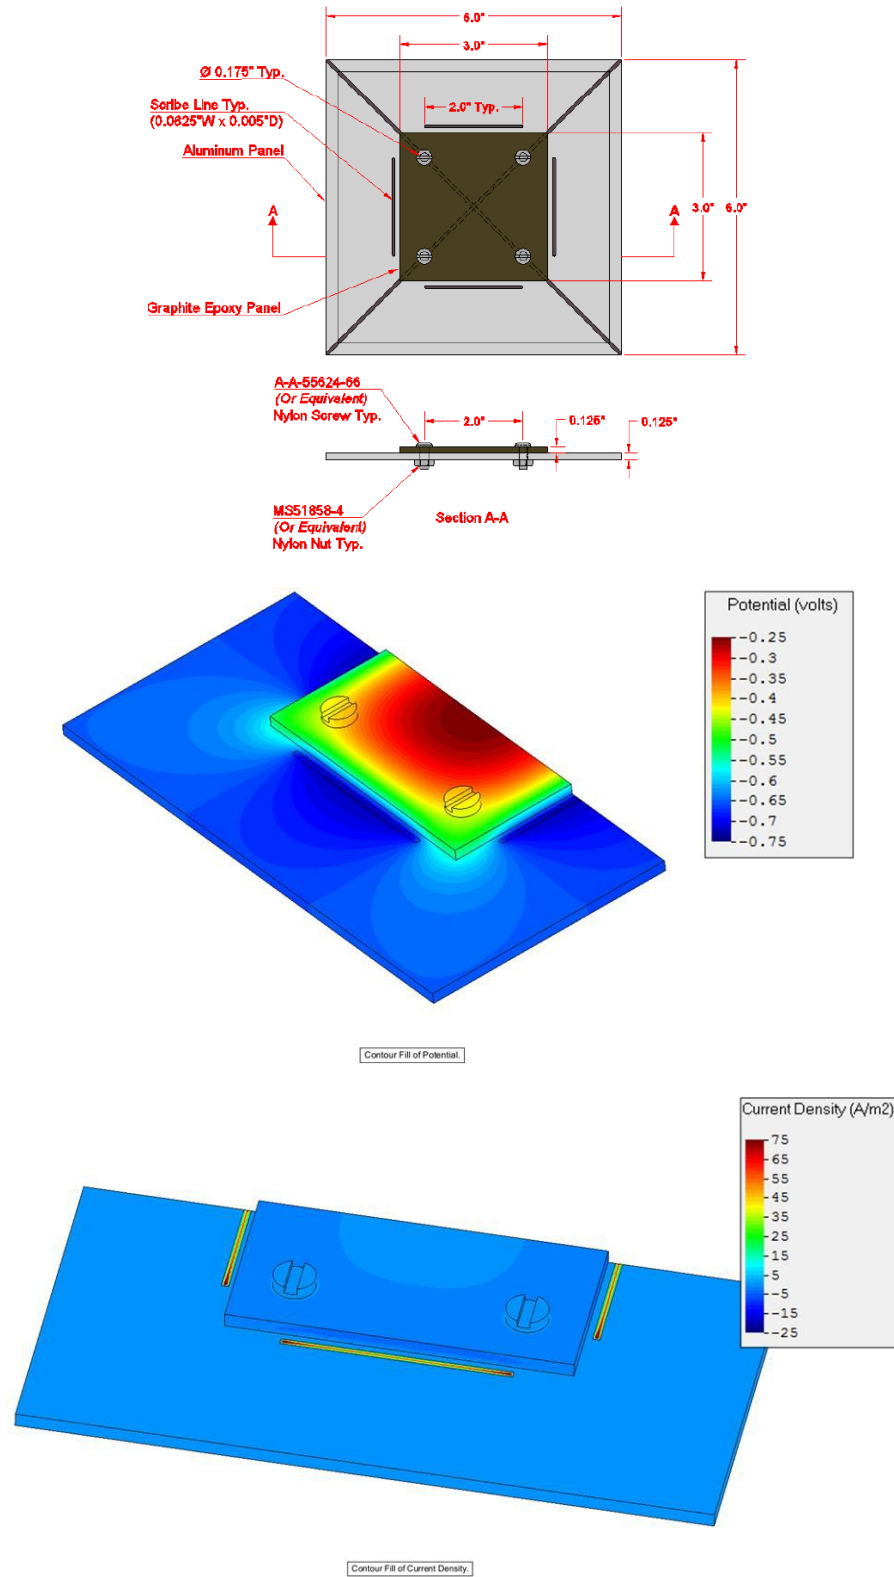 6.0"
3.0"
Ø 0.175" Typ.
2.0" Typ.
Scribe Line Typ.
(0.0625"W x 0.005"D)
Aluminum Panel
A
A
3.0"
6.0"
Graphite Epoxy Panel
A-A-55624-66
(Or Equivalent)
Nylon Screw Typ.
2.0"
0.125"
0.125"
MS51858-4
(Or Equivalent)
Nylon Nut Typ.
Section A-A
Potential (volts)
-0.25
-0.3
-0.35
-0.4
-0.45
-0.5
-0.55
-0.6
-0.65
-0.7
-0.75
Contour Fill of Potential.
Current Density (A/m2)
75
65
55
45
35
25
15
5
-5
-15
-25
Contour Fill of Current Density.